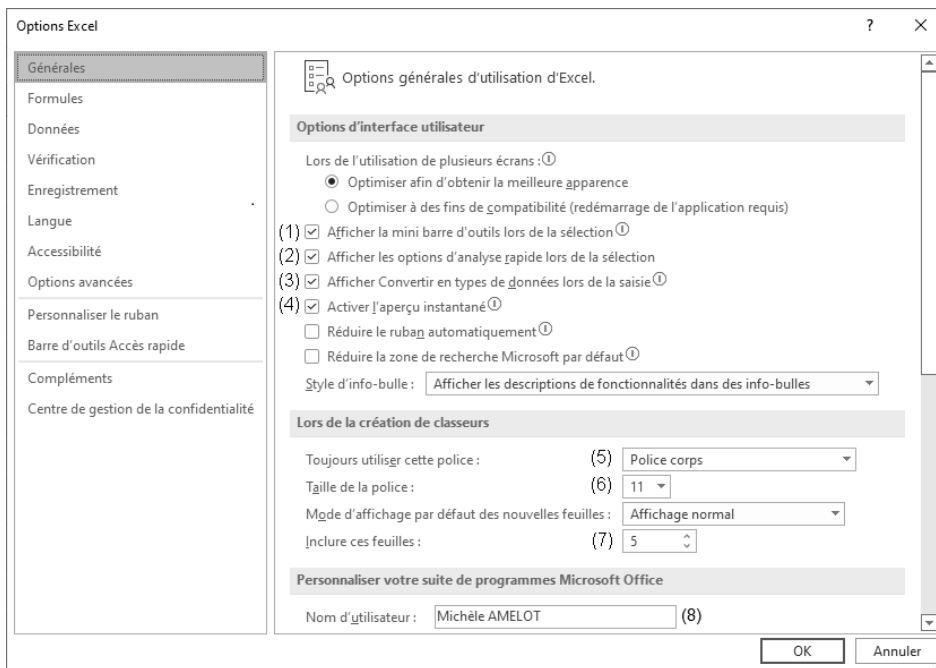 Options Excel
?
Générales
Formules
Données
Vérification
Enregistrement
Langue
Accessibilité
Options avancées
Personnaliser le ruban
Barre d'outils Accès rapide
Compléments
Centre de gestion de la confidentialité
Options générales d'utilisation d'Excel.
Options d'interface utilisateur
Lors de l'utilisation de plusieurs écrans :
Optimiser afin d'obtenir la meilleure apparence
Optimiser à des fins de compatibilité (redémarrage de l'application requis)
(1) Afficher la mini barre d'outils lors de la sélection
(2) Afficher les options d'analyse rapide lors de la sélection
(3) Afficher Convertir en types de données lors de la saisie
(4) Activer l'aperçu instantané
Réduire le ruban automatiquement
Réduire la zone de recherche Microsoft par défaut
Style d'info-bulle : Afficher les descriptions de fonctionnalités dans des info-bulles
Lors de la création de classeurs
Toujours utiliser cette police : (5) Police corps
Taille de la police : (6) 11
Mode d'affichage par défaut des nouvelles feuilles : Affichage normal
Inclure ces feuilles : (7) 5
Personnaliser votre suite de programmes Microsoft Office
Nom d'utilisateur : Michèle AMELOT (8)
OK Annuler